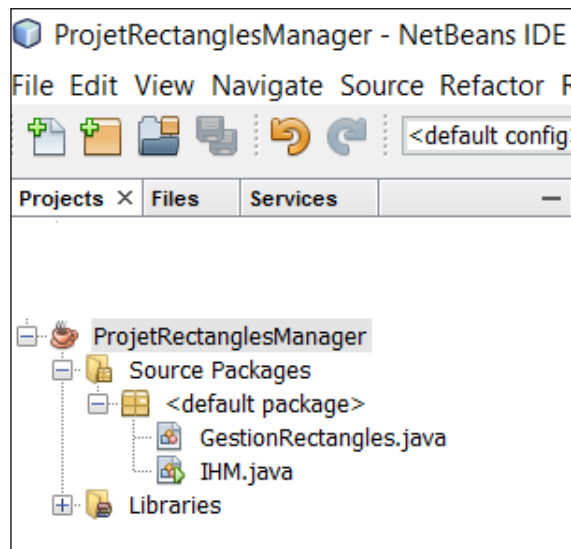 ProjetRectanglesManager - NetBeans IDE
File Edit View Navigate Source Refactor
<default config>
Projects × Files Services
ProjetRectanglesManager
Source Packages
<default package>
GestionRectangles.java
IHM.java
Libraries